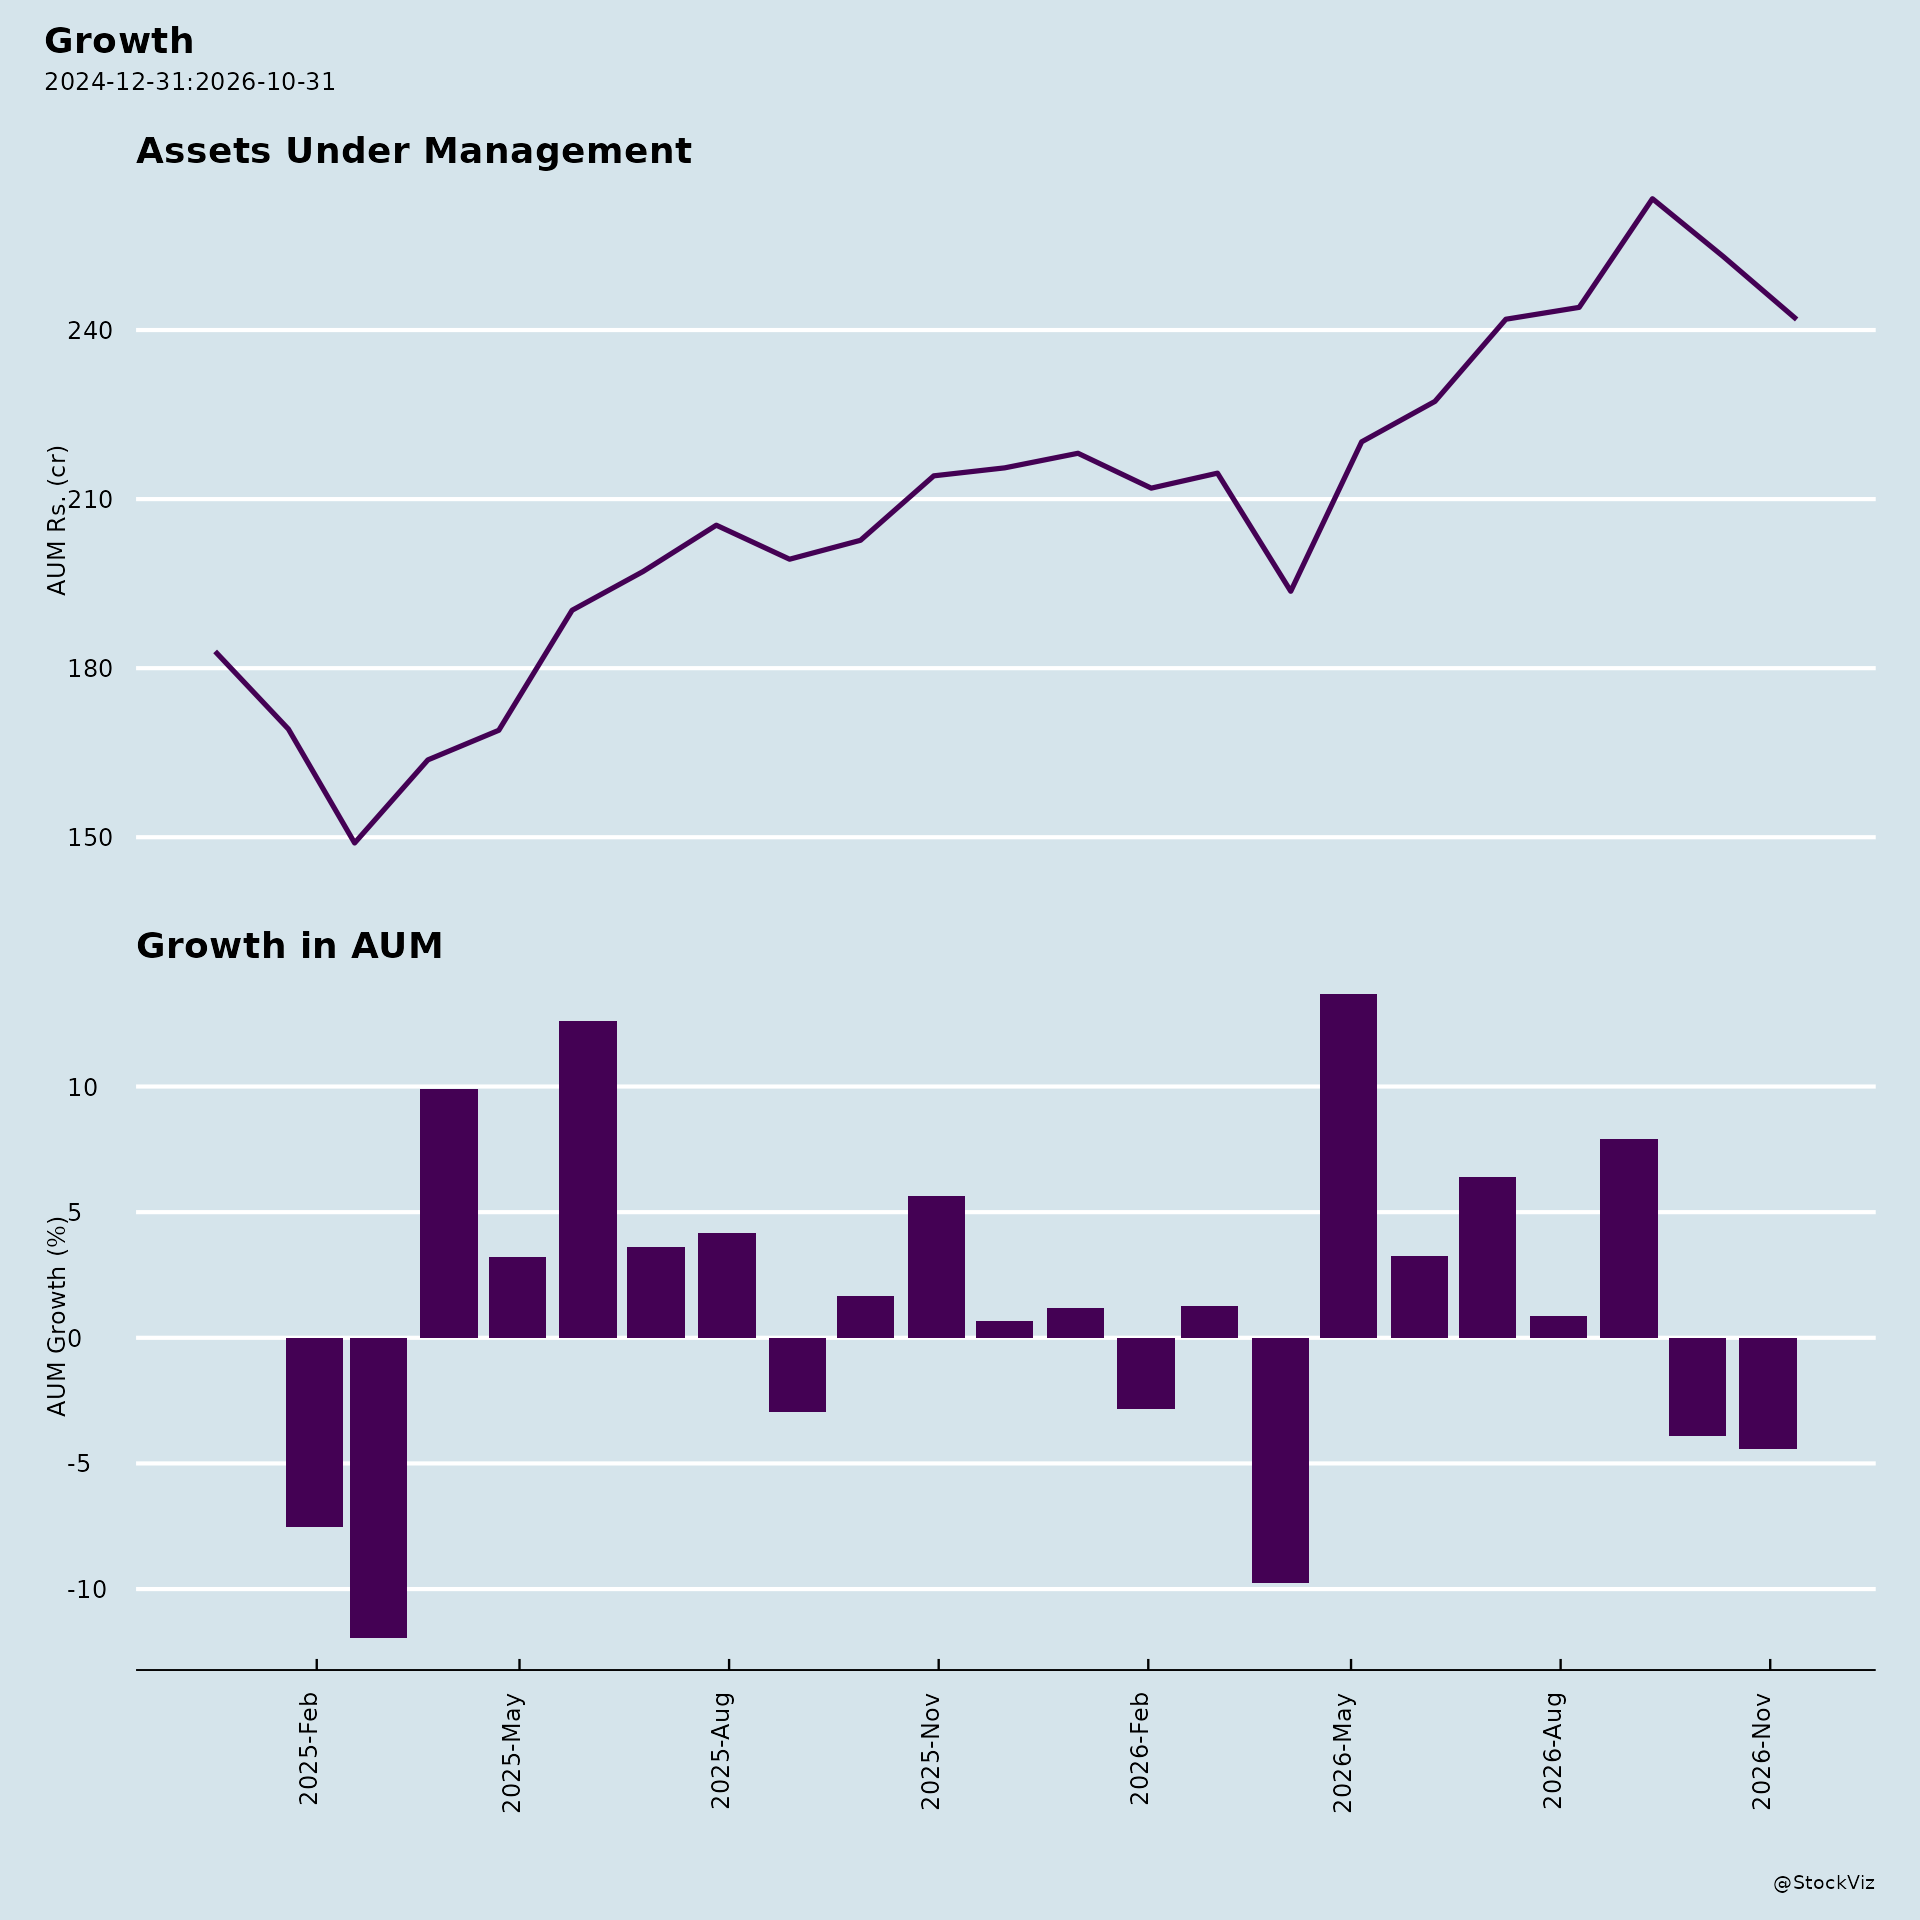 Growth
2024-12-31:2026-10-31
Assets Under Management
AUM Rs. (cr)
240
210
180
150
Growth in AUM
AUM Growth (%)
10
5
0
-5
-10
2025-Feb
2025-May
2025-Aug
2025-Nov
2026-Feb
2026-May
2026-Aug
2026-Nov
@StockViz